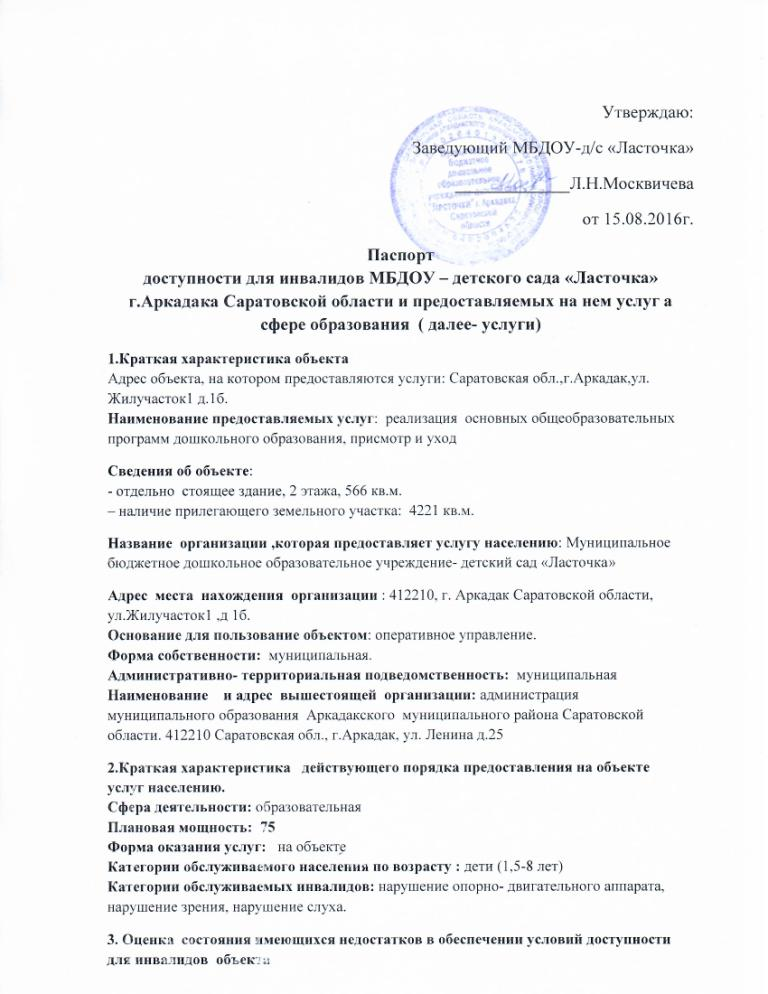 Утверждаю:
Заведующий МБДОУ-д/с «Ласточка»
_____________Л.Н.Москвичева
от 15.08.2016г.
бюджетное
дошкольное
образовательное
Саратовской
области
Паспорт
доступности для инвалидов МБДОУ – детского сада «Ласточка»
г.Аркадака Саратовской области и предоставляемых на нем услуг а
сфере образования ( далее- услуги)
1.Краткая характеристика объекта
Адрес объекта, на котором предоставляются услуги: Саратовская обл.,г.Аркадак,ул.
Жилучасток1 д.1б.
Наименование предоставляемых услуг: реализация основных общеобразовательных
программ дошкольного образования, присмотр и уход
Сведения об объекте:
- отдельно стоящее здание, 2 этажа, 566 кв.м.
– наличие прилегающего земельного участка: 4221 кв.м.
Название организации ,которая предоставляет услугу населению: Муниципальное
бюджетное дошкольное образовательное учреждение- детский сад «Ласточка»
Адрес места нахождения организации : 412210, г. Аркадак Саратовской области,
ул.Жилучасток1 ,д 1б.
Основание для пользование объектом: оперативное управление.
Форма собственности: муниципальная.
Административно- территориальная подведомственность: муниципальная
Наименование и адрес вышестоящей организации: администрация
муниципального образования Аркадакского муниципального района Саратовской
области. 412210 Саратовская обл., г.Аркадак, ул. Ленина д.25
2.Краткая характеристика действующего порядка предоставления на объекте
услуг населению.
Сфера деятельности: образовательная
Плановая мощность: 75
Форма оказания услуг: на объекте
Категории обслуживаемого населения по возрасту : дети (1,5-8 лет)
Категории обслуживаемых инвалидов: нарушение опорно- двигательного аппарата,
нарушение зрения, нарушение слуха.
3. Оценка состояния имеющихся недостатков в обеспечении условий доступности
для инвалидов объекта